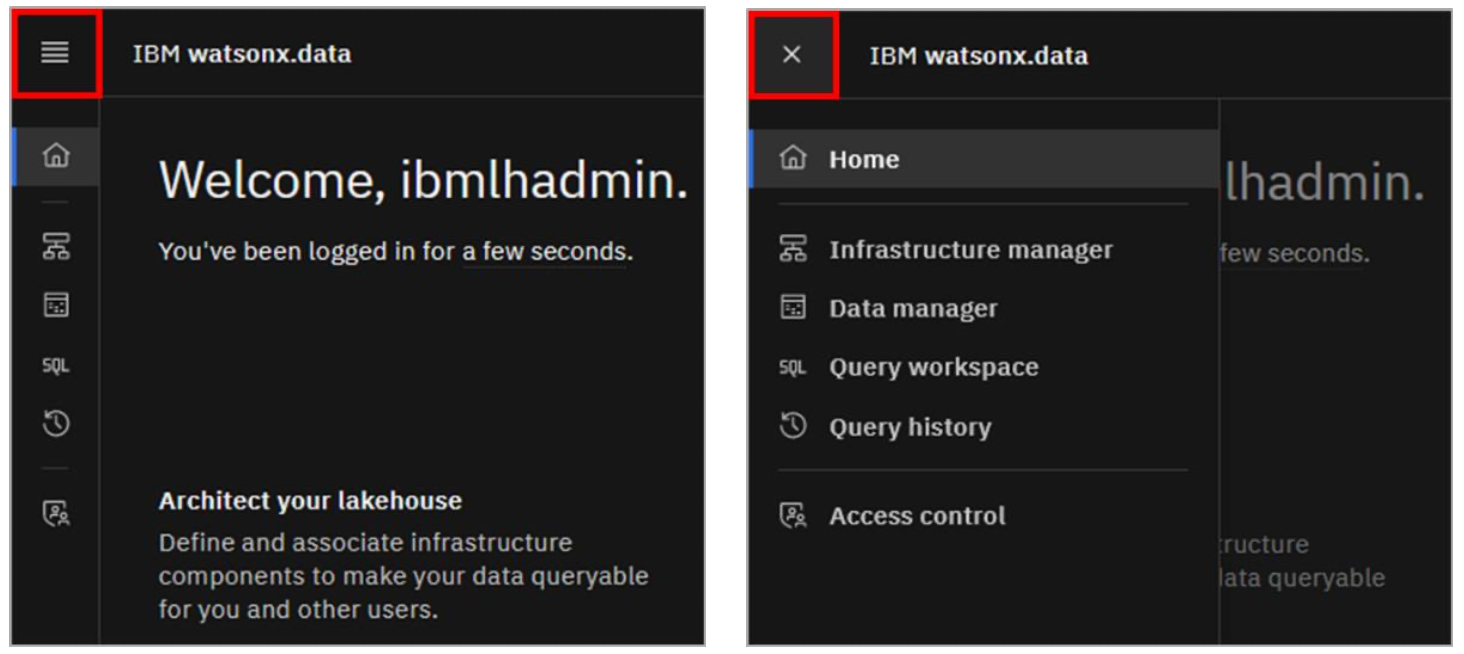 IBM watsonx.data
Welcome, ibmlhadmin.
You've been logged in for a few seconds.
SQL
Architect your lakehouse
Define and associate infrastructure
components to make your data queryable
for you and other users.
IBM watsonx.data
Home
lhadmin.
few seconds.
Infrastructure manager
Data manager
SQL Query workspace
Query history
Access control
ructure
data queryable